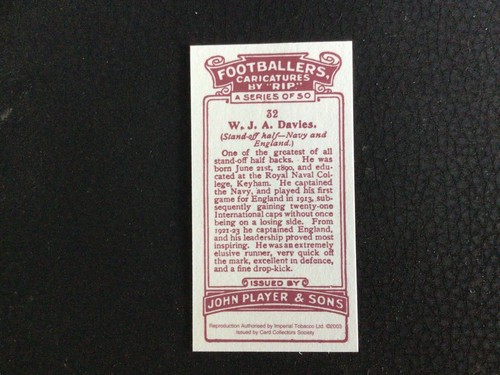 FOOTBALLERS,
CARICATURES
BY "RIP."
A SERIES OF 50
32
W. J. A. Davies.
(Stand-off half—Navy and
England.)
One of the greatest of all
stand-off half backs. He was
born June 21st, 1890, and edu-
cated at the Royal Naval Col-
lege, Keyham. He captained
the Navy, and played his first
game for England in 1913, sub-
sequently gaining twenty-one
International caps without once
being on a losing side. From
1921-23 he captained England,
and his leadership proved most
inspiring. He was an extremely
elusive runner, very quick off
the mark, excellent in defence,
and a fine drop-kick.
ISSUED BY
JOHN PLAYER & SONS
Reproduction Authorised by Imperial Tobacco Ltd. ©2003
Issued by Card Collectors Society